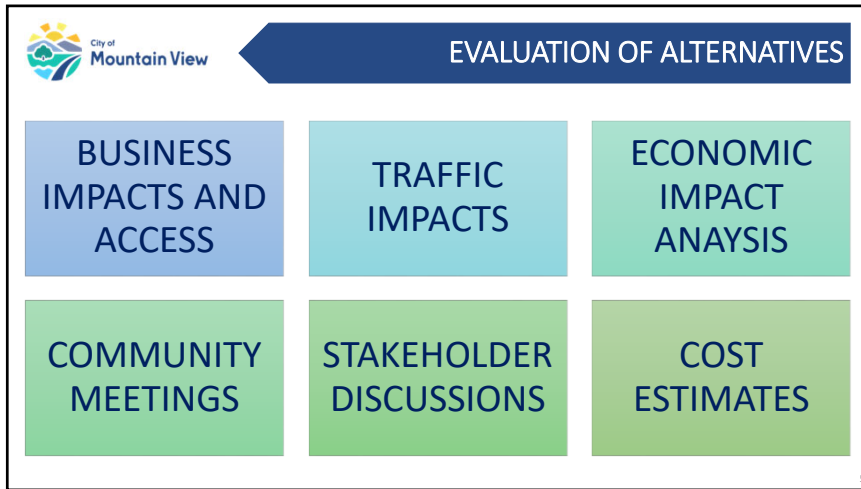 City of
Mountain View
EVALUATION OF ALTERNATIVES
BUSINESS
IMPACTS AND
ACCESS
TRAFFIC
IMPACTS
ECONOMIC
IMPACT
ANAYSIS
COMMUNITY
MEETINGS
STAKEHOLDER
DISCUSSIONS
COST
ESTIMATES